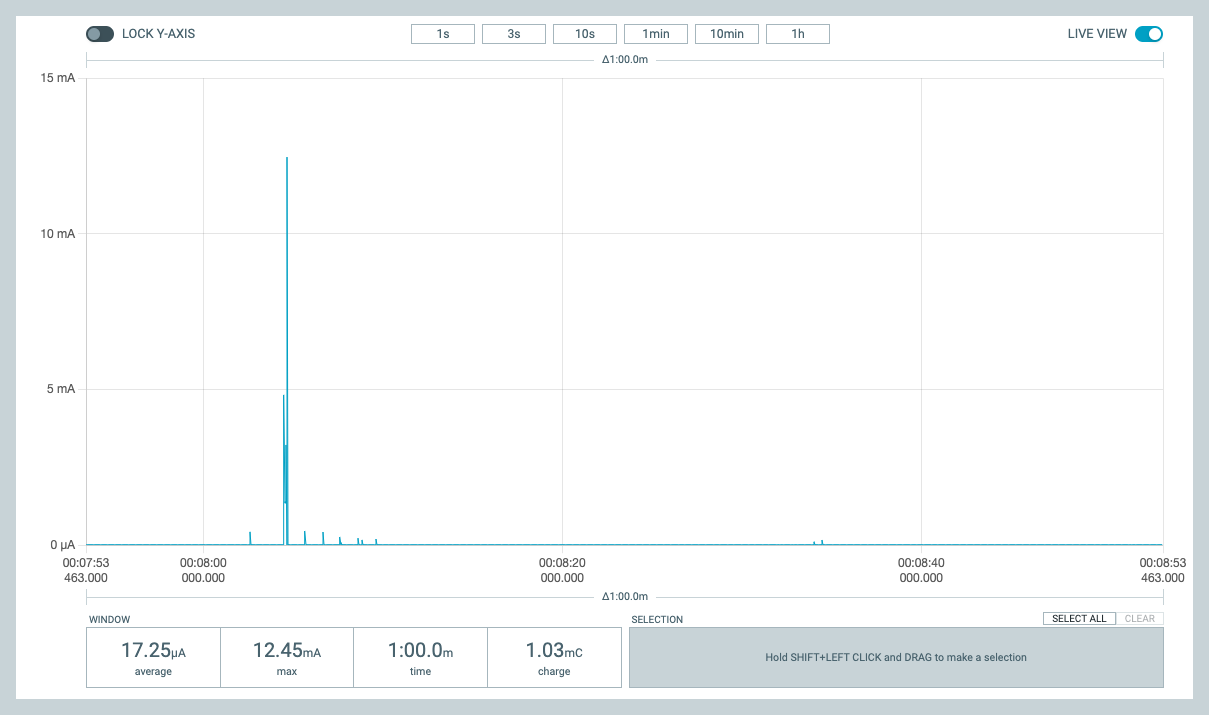 LOCK Y-AXIS 1s 3s 10s 1min 10min 1h LIVE VIEW
Δ1:00.0m
15 mA
10 mA
5 mA
0 µA
00:07:53 00:08:00 00:08:20 00:08:40 00:08:53
463.000 000.000 000.000 000.000 463.000
Δ1:00.0m
WINDOW SELECTION SELECT ALL CLEAR
17.25µA 12.45mA 1:00.0m 1.03mC
average max time charge
Hold SHIFT+LEFT CLICK and DRAG to make a selection